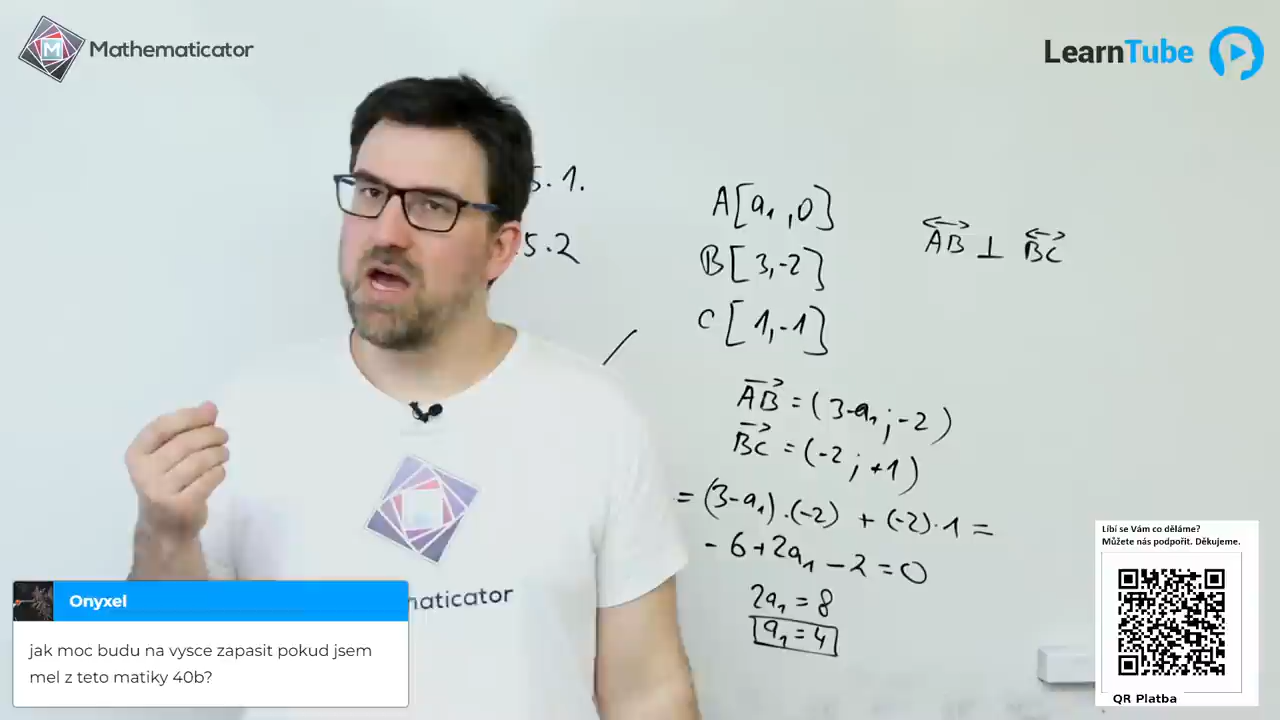 Mathematicator
LearnTube
5.1.
5.2
A[a₁,0]
B[3,-2]
C[1,-1]
AB ⊥ BC
AB = (3-a₁;-2)
BC = (-2;+1)
= (3-a₁).(-2) + (-2).1 =
-6+2a₁-2=0
2a₁=8
a₁=4
maticator
Onyxel
jak moc budu na vysce zapasit pokud jsem
mel z teto matiky 40b?
Líbí se Vám co děláme?
Můžete nás podpořit. Děkujeme.
QR Platba